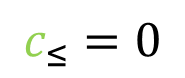 c≤ = 0